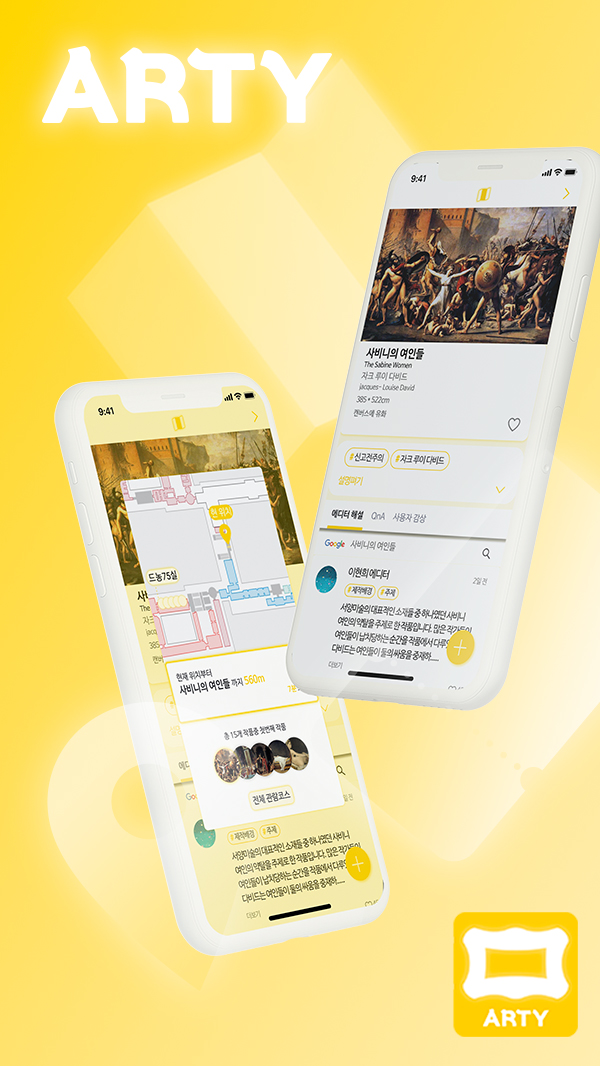 ARTY
9:41
사비니의 여인들
The Sabine Women
자크 루이 다비드
jacques- Louise David
385 * 522cm
캔버스에 유화
#신고전주의 #자크 루이 다비드
설명여기
에디터 해설 QnA 사용자 감상
Google 사비니의 여인들
이현희 에디터
2일 전
#제작배경 #주제
서양미술의 대표적인 소재들 중 하나였던 사비니
여인의 약탈을 주제로 한 작품입니다. 많은 작가들이
여인들이 납치당하는 순간을 작품에서 다루
다비드는 여인들이 둘의 싸움을 중재하.....
더보기
9:41
현 위치
드농75실
현재 위치부터
사비니의 여인들 까지 560m
총 15개 작품중 첫번째 작품
전체 관람코스
#제작배경 #주제
서양미술의 대표적인 소재들 중 하나였던 사비니
여인의 약탈을 주제로 한 작품입니다. 많은 작가들이
여인들이 납치당하는 순간을 작품에서 다루
다비드는 여인들이 둘의 싸움을 중재하.....
더보기
ARTY